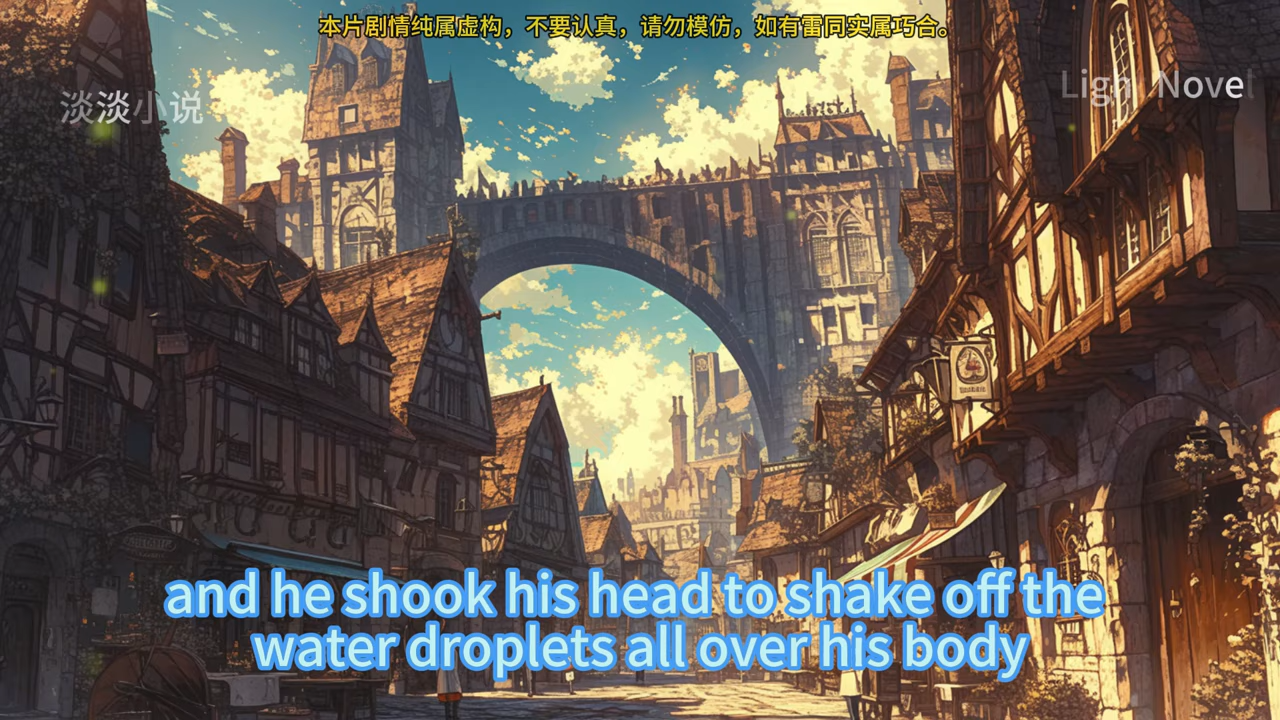 本片剧情纯属虚构，不要认真，请勿模仿，如有雷同实属巧合。
淡淡小说
Light Novel
and he shook his head to shake off the
water droplets all over his body